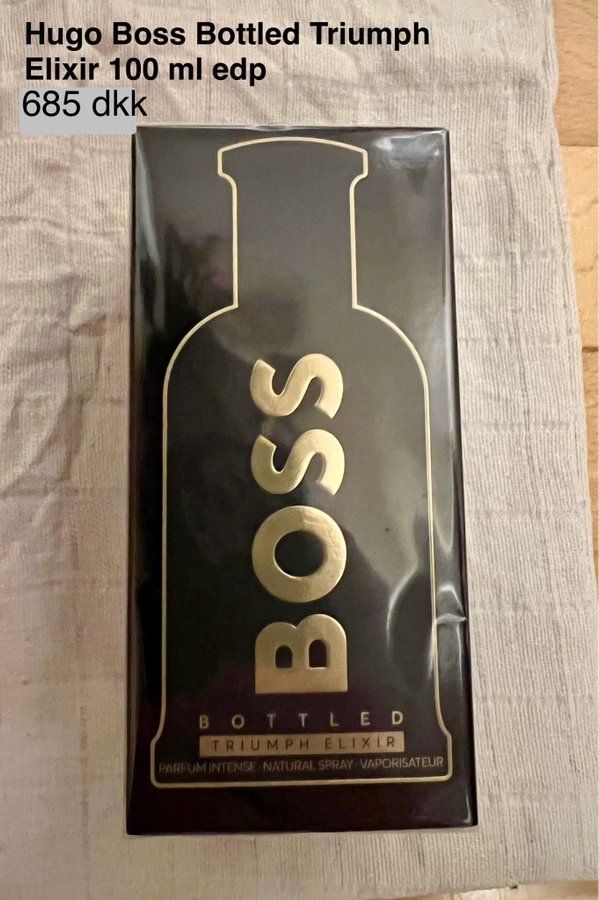 Hugo Boss Bottled Triumph
Elixir 100 ml edp
685 dkk
BOSS
BOTTLED
TRIUMPH ELIXIR
PARFUM INTENSE · NATURAL SPRAY · VAPORISATEUR